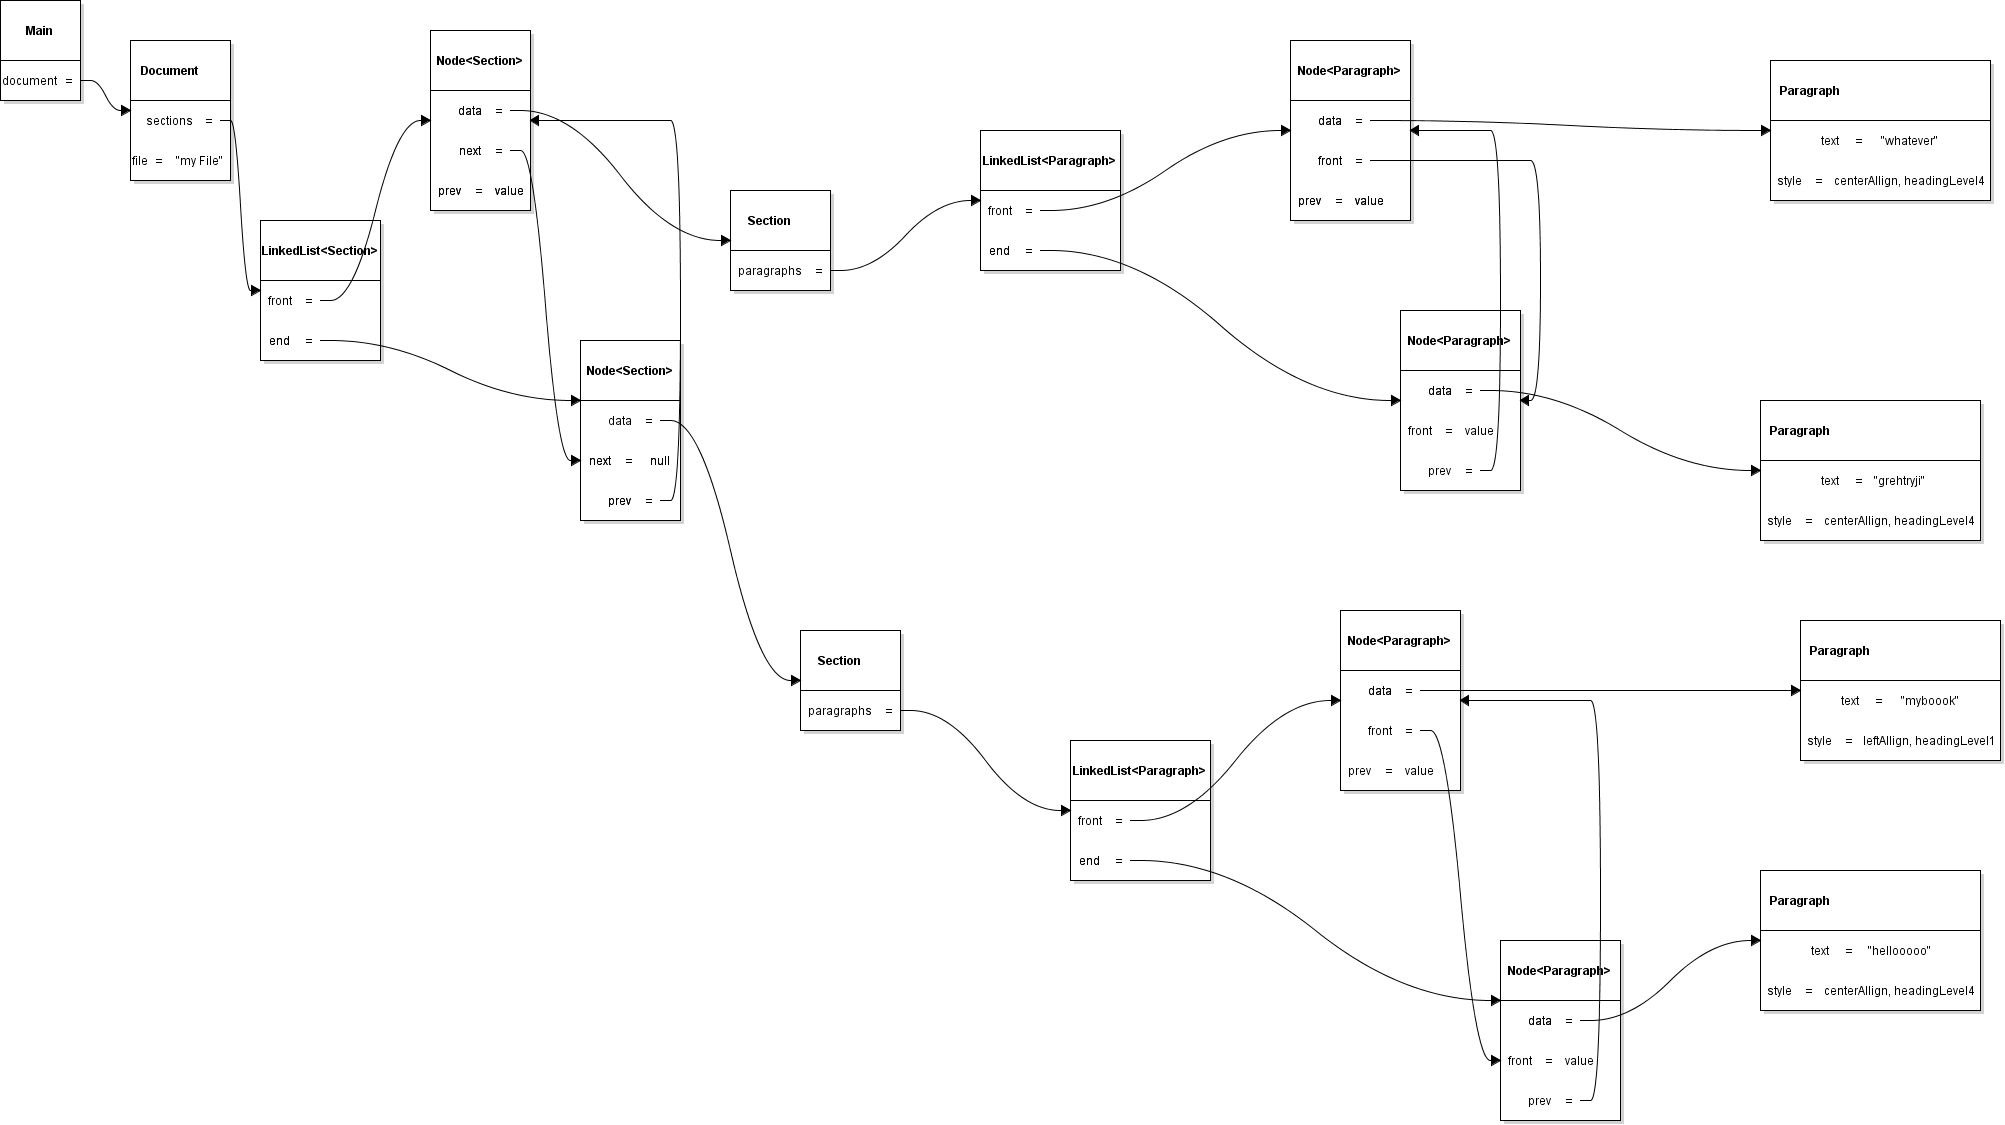 Main
document =
Document
sections =
file = "my File"
LinkedList<Section>
front =
end =
Node<Section>
data =
next =
prev = value
Node<Section>
data =
next = null
prev =
Section
paragraphs =
LinkedList<Paragraph>
front =
end =
Node<Paragraph>
data =
front =
prev = value
Paragraph
text = "whatever"
style = centerAllign, headingLevel4
Node<Paragraph>
data =
front = value
prev =
Paragraph
text = "grehtryji"
style = centerAllign, headingLevel4
Section
paragraphs =
LinkedList<Paragraph>
front =
end =
Node<Paragraph>
data =
front =
prev = value
Paragraph
text = "myboook"
style = leftAllign, headingLevel1
Node<Paragraph>
data =
front = value
prev =
Paragraph
text = "hellooooo"
style = centerAllign, headingLevel4